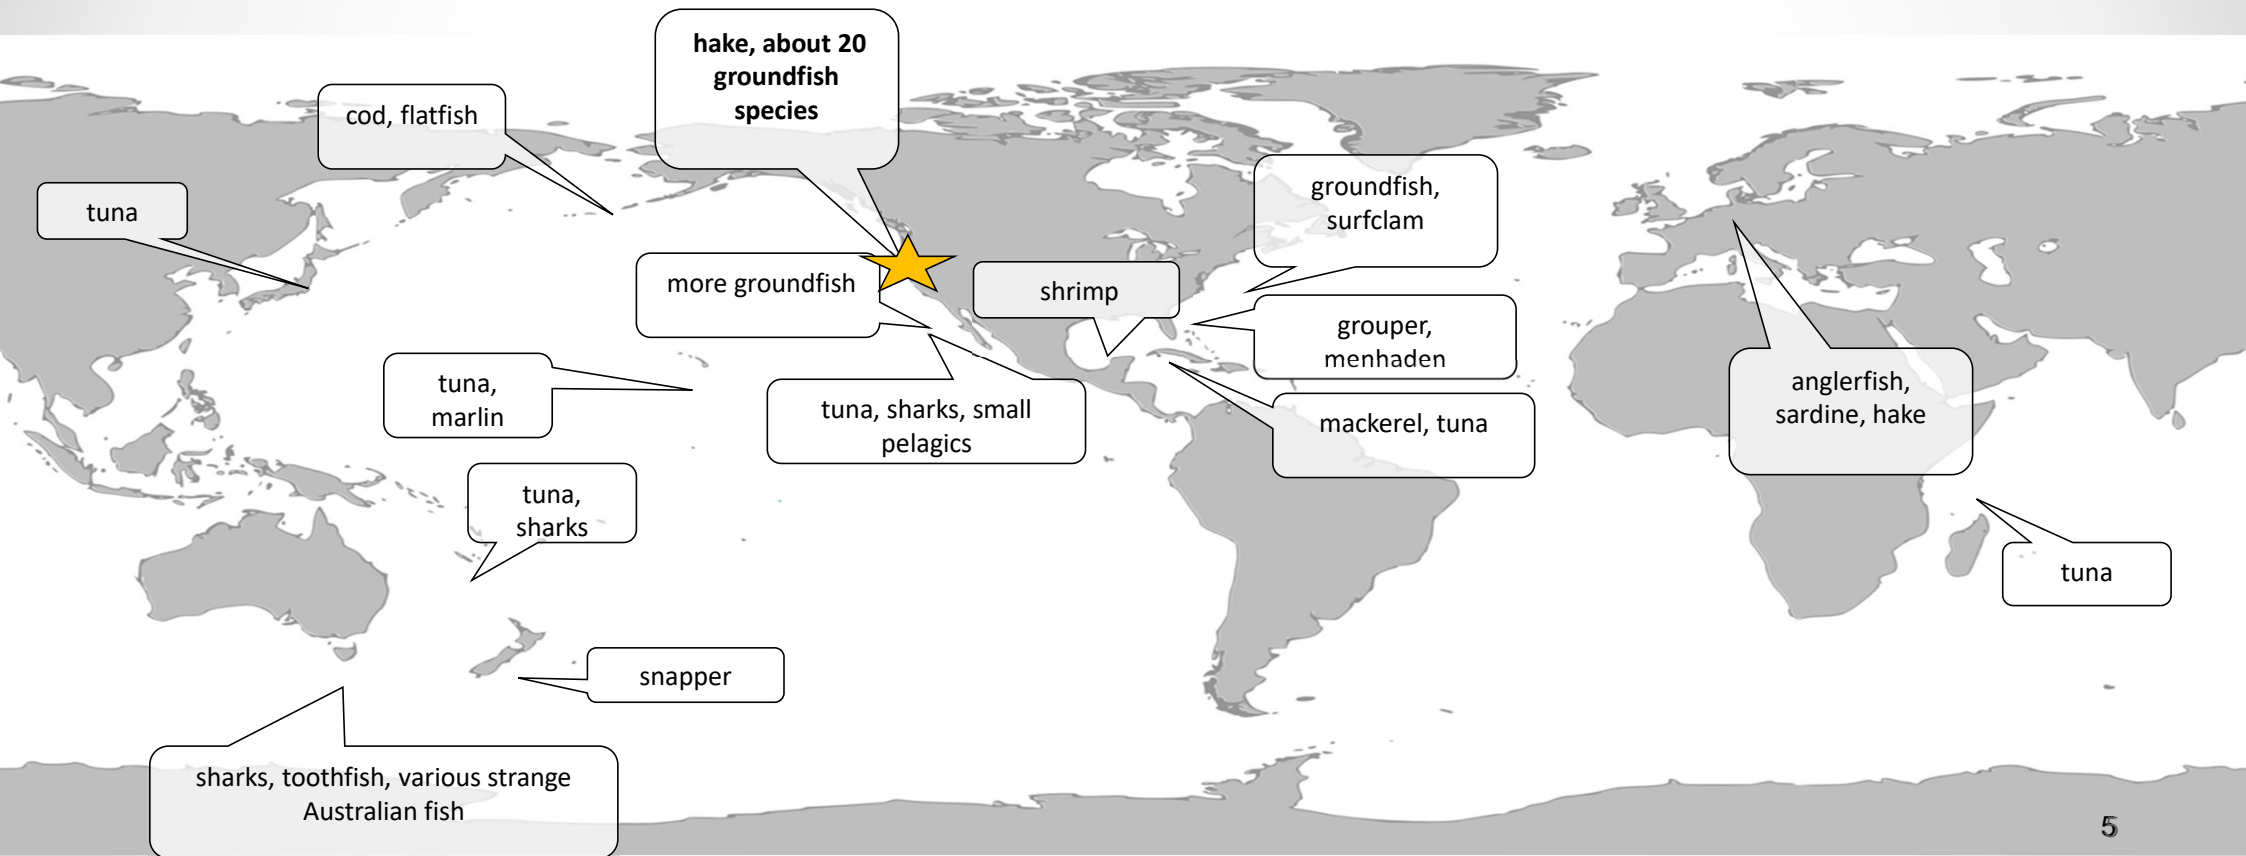 hake, about 20
groundfish
species
cod, flatfish
tuna
groundfish,
surfclam
more groundfish
shrimp
grouper,
menhaden
tuna,
marlin
tuna, sharks, small
pelagics
mackerel, tuna
anglerfish,
sardine, hake
tuna,
sharks
tuna
snapper
sharks, toothfish, various strange
Australian fish
5